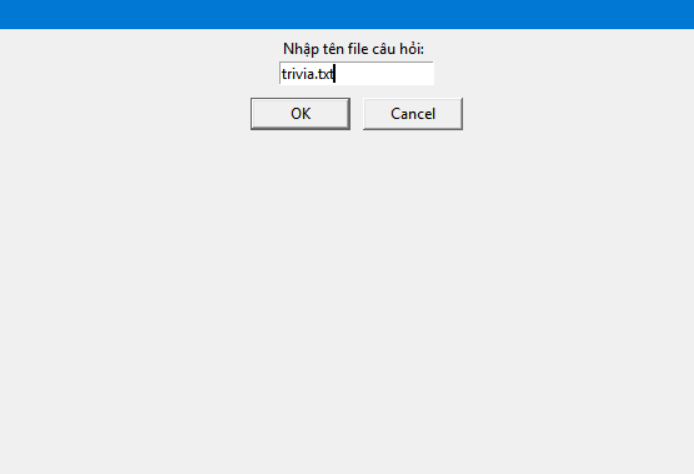 Nhập tên file câu hỏi:
trivia.txt
OK
Cancel